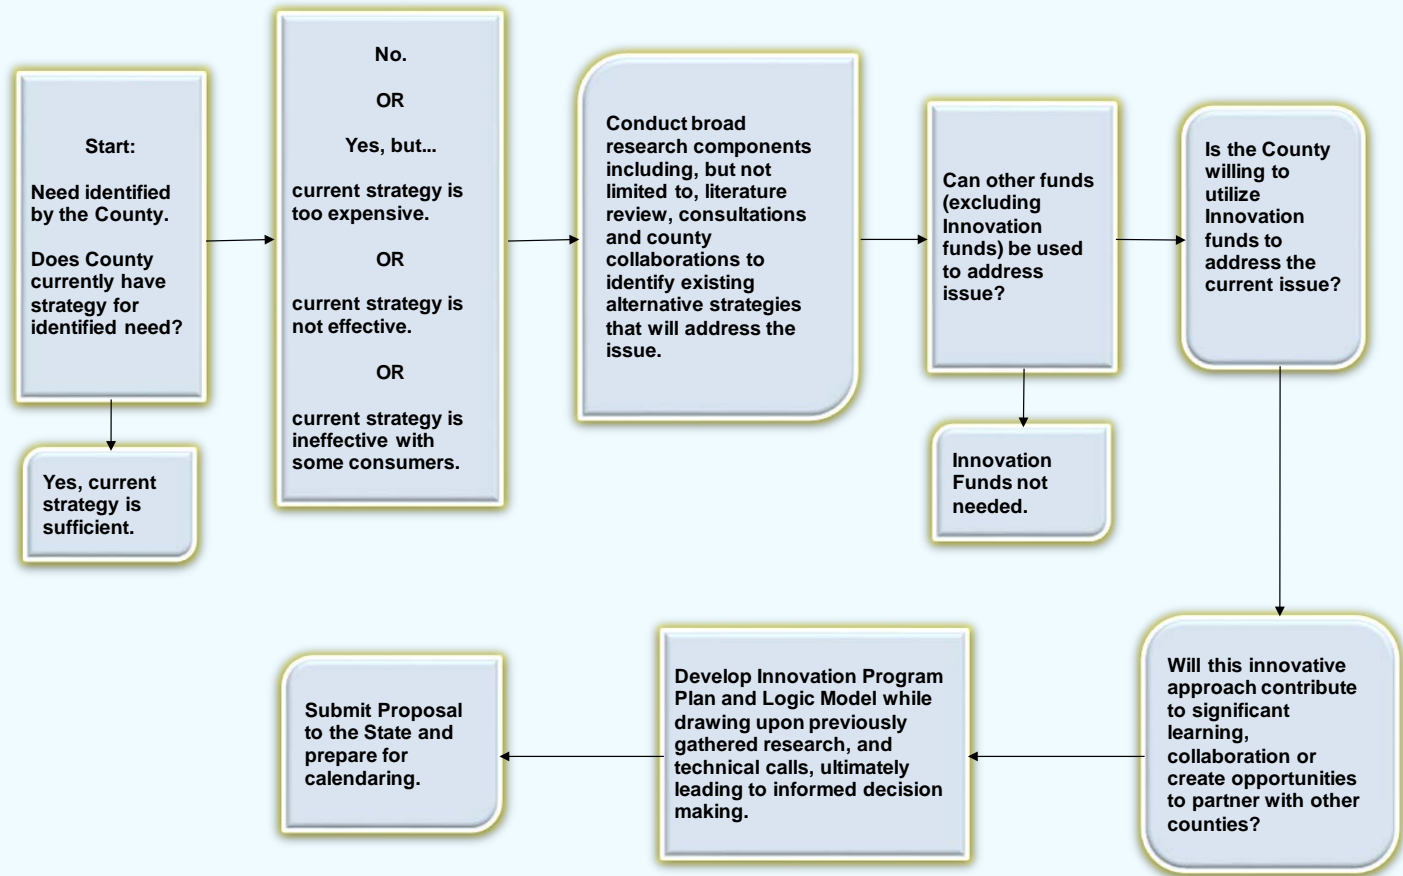 Start:
Need identified
by the County.
Does County
currently have
strategy for
identified need?
Yes, current
strategy is
sufficient.
No.
OR
Yes, but...
current strategy is
too expensive.
OR
current strategy is
not effective.
OR
current strategy is
ineffective with
some consumers.
Conduct broad
research components
including, but not
limited to, literature
review, consultations
and county
collaborations to
identify existing
alternative strategies
that will address the
issue.
Can other funds
(excluding
Innovation
funds) be used
to address
issue?
Innovation
Funds not
needed.
Is the County
willing to
utilize
Innovation
funds to
address the
current issue?
Will this innovative
approach contribute
to significant
learning,
collaboration or
create opportunities
to partner with other
counties?
Develop Innovation Program
Plan and Logic Model while
drawing upon previously
gathered research, and
technical calls, ultimately
leading to informed decision
making.
Submit Proposal
to the State and
prepare for
calendaring.